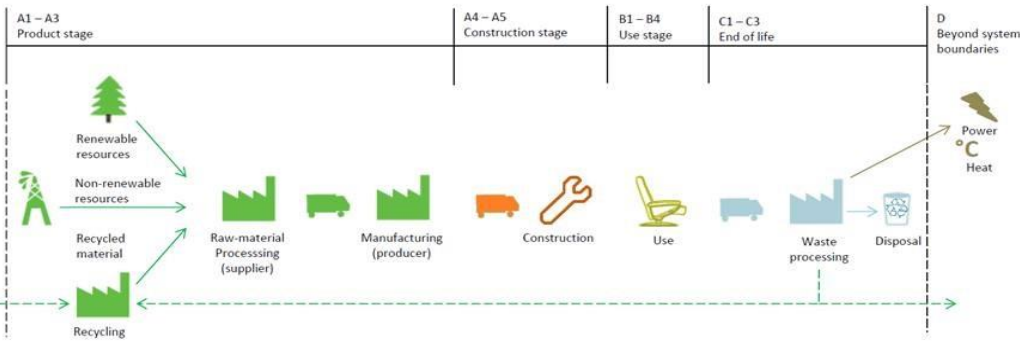 A1 – A3
Product stage
A4 – A5
Construction stage
B1 – B4
Use stage
C1 – C3
End of life
D
Beyond system
boundaries
Renewable
resources
Non-renewable
resources
Recycled
material
Recycling
Raw-material
Processsing
(supplier)
Manufacturing
(producer)
Construction
Use
Waste
processing
Disposal
Power
°C
Heat